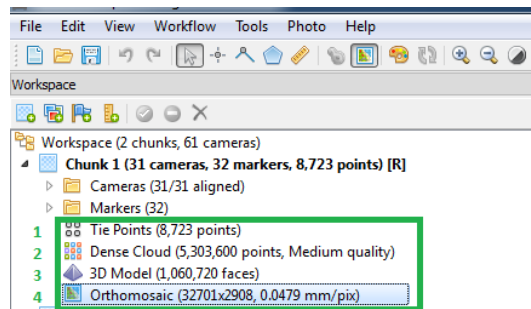 File Edit View Workflow Tools Photo Help
Workspace
Workspace (2 chunks, 61 cameras)
Chunk 1 (31 cameras, 32 markers, 8,723 points) [R]
Cameras (31/31 aligned)
Markers (32)
1 Tie Points (8,723 points)
2 Dense Cloud (5,303,600 points, Medium quality)
3 3D Model (1,060,720 faces)
4 Orthomosaic (32701x2908, 0.0479 mm/pix)